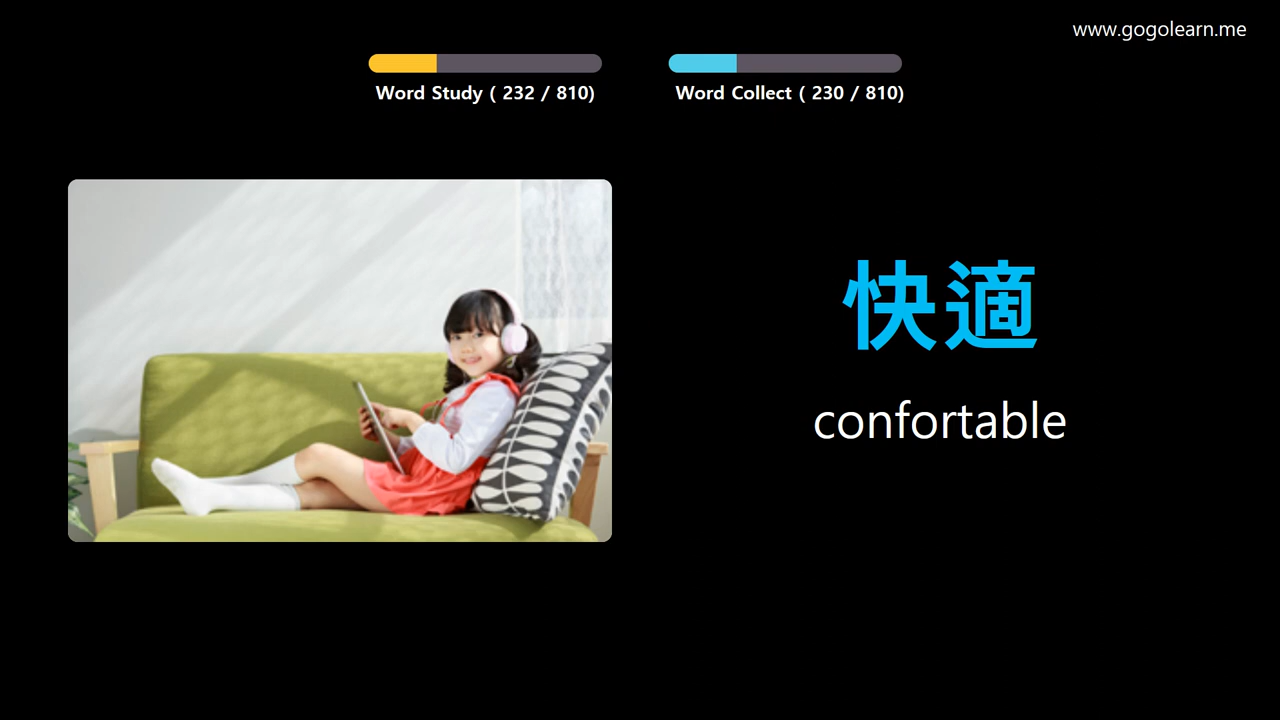 www.gogolearn.me
Word Study ( 232 / 810)
Word Collect ( 230 / 810)
快適
confortable